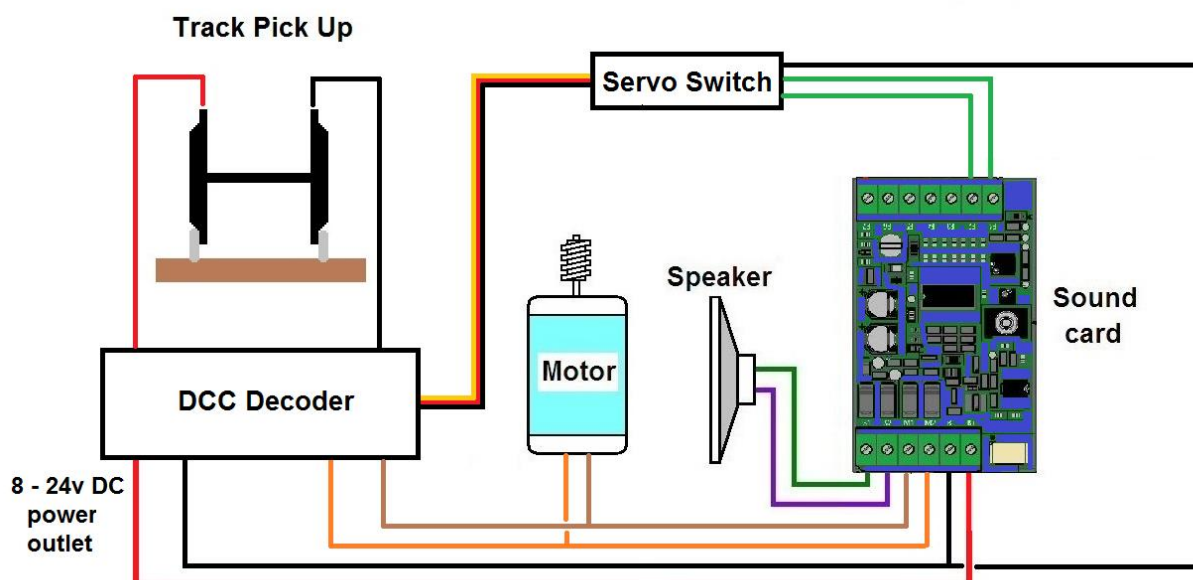 Track Pick Up
Servo Switch
Speaker
Sound
card
Motor
DCC Decoder
8 - 24v DC
power
outlet